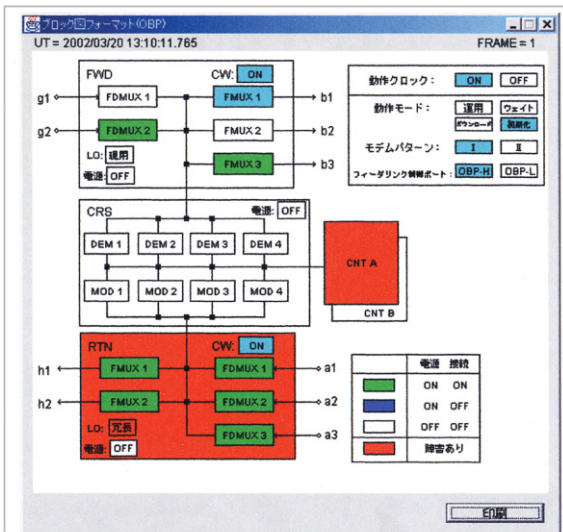 ブロック図フォーマット(OBP)
UT = 2002/03/20 13:10:11.765 FRAME = 1
FWD CW: ON
g1 FDMUX 1 FMUX 1 b1
g2 FDMUX 2 FMUX 2 b2
LO: 現用 FMUX 3 b3
電源: OFF
動作クロック: ON OFF
動作モード: 運用 ウェイト
ダウンロード 初期化
モデムパターン: I II
フィーダリンク制御ポート: OBP-H OBP-L
CRS 電源: OFF
DEM 1 DEM 2 DEM 3 DEM 4
MOD 1 MOD 2 MOD 3 MOD 4
CNT A
CNT B
RTN CW: ON
h1 FMUX 1 FDMUX 1 a1
h2 FMUX 2 FDMUX 2 a2
LO: 冗長 FDMUX 3 a3
電源: OFF
電源 接続
ON ON
ON OFF
OFF OFF
障害あり
印刷